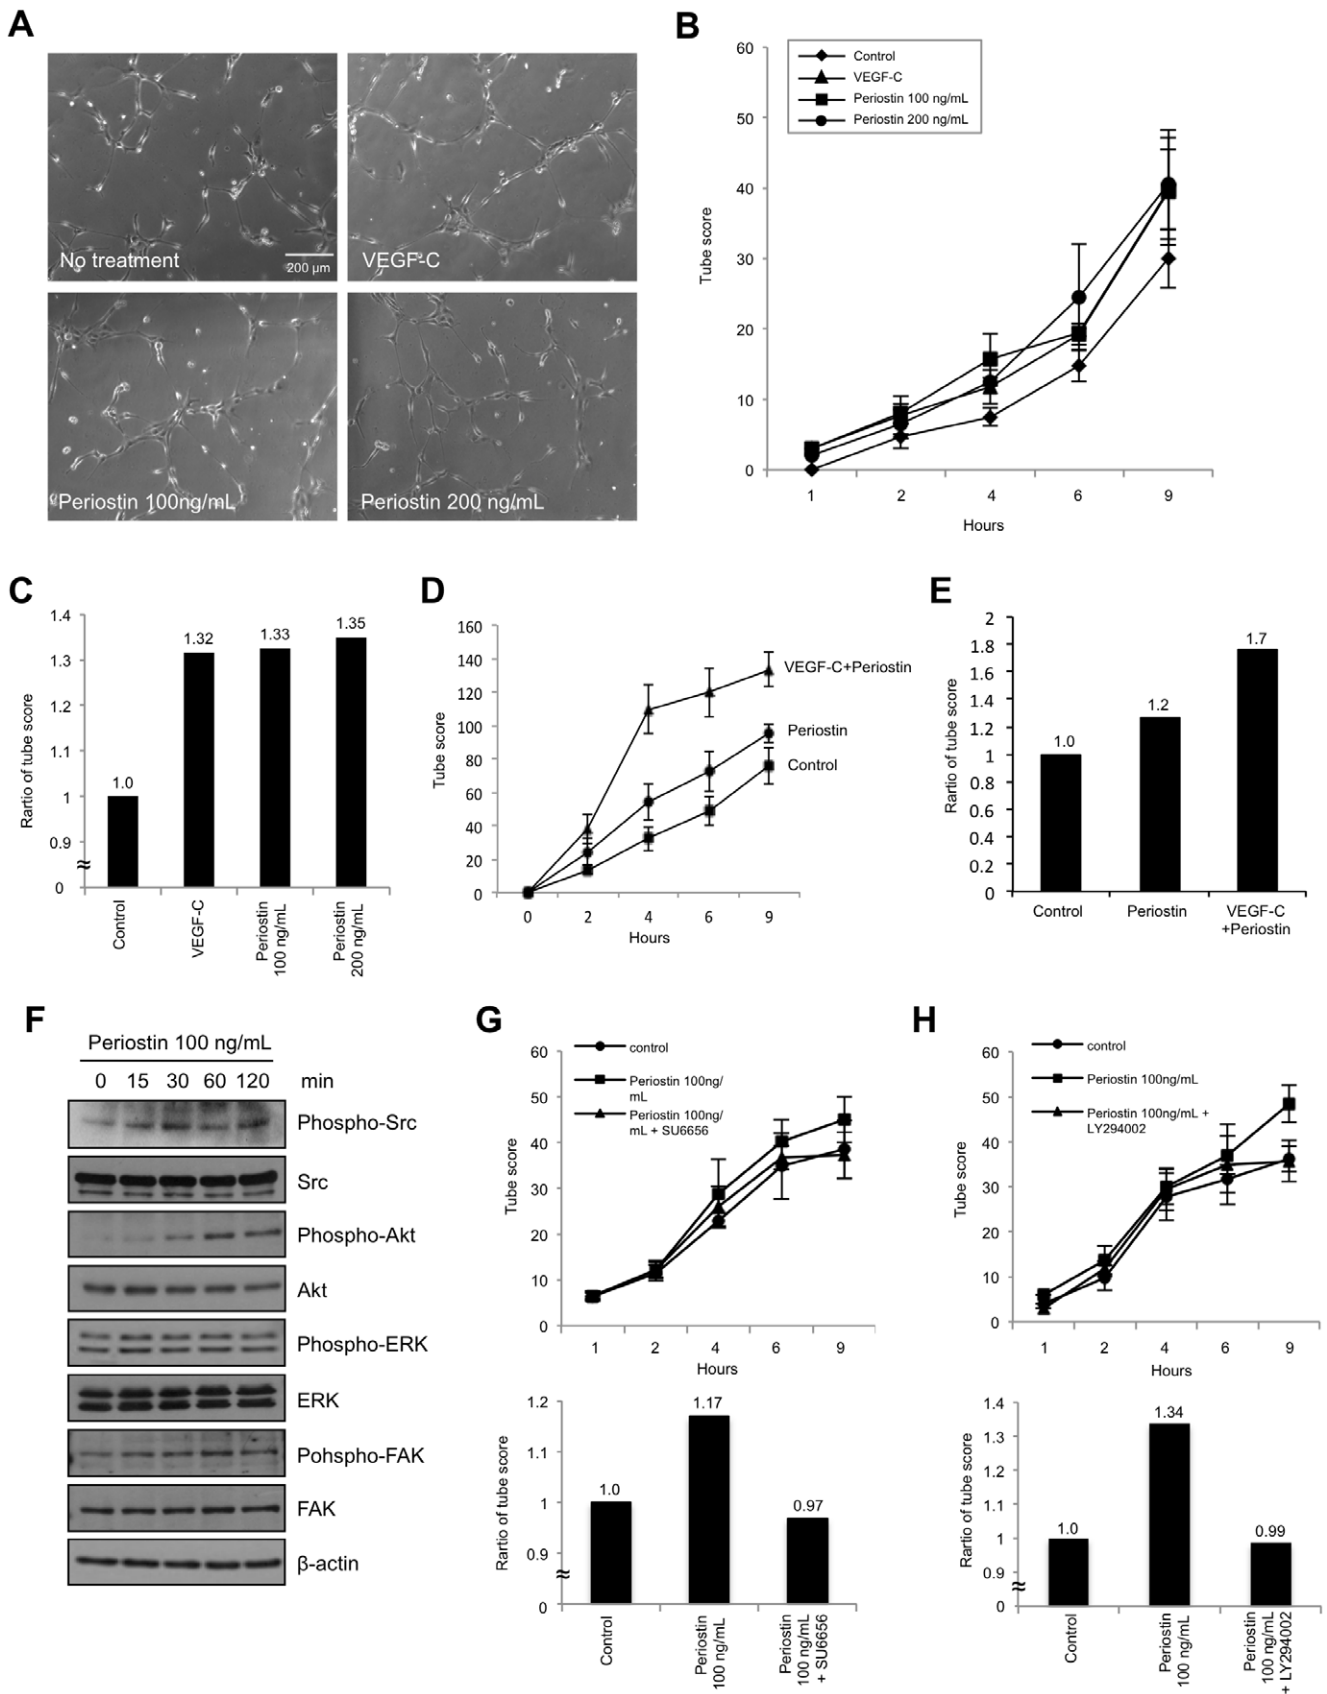 A
No treatment
200 μm
VEGF-C
Periostin 100ng/mL
Periostin 200 ng/mL
B
Control
VEGF-C
Periostin 100 ng/mL
Periostin 200 ng/mL
60
50
40
30
20
10
0
Tube score
1 2 4 6 9
Hours
C
1.4
1.3
1.2
1.1
1
0.9
0
Rartio of tube score
1.0
1.32
1.33
1.35
Control
VEGF-C
Periostin
100 ng/mL
Periostin
200 ng/mL
D
160
140
120
100
80
60
40
20
0
Tube score
VEGF-C+Periostin
Periostin
Control
0 2 4 6 9
Hours
E
2
1.8
1.6
1.4
1.2
1
0.8
0.6
0.4
0.2
0
Rartio of tube score
1.0
1.2
1.7
Control
Periostin
VEGF-C
+Periostin
F
Periostin 100 ng/mL
0 15 30 60 120 min
Phospho-Src
Src
Phospho-Akt
Akt
Phospho-ERK
ERK
Pohspho-FAK
FAK
β-actin
G
control
Periostin 100ng/
mL
Periostin 100ng/
mL + SU6656
60
50
40
30
20
10
0
Tube score
1 2 4 6 9
Hours
1.2
1.1
1
0.9
0
Rartio of tube score
1.0
1.17
0.97
Control
Periostin
100 ng/mL
Periostin
100 ng/mL
+ SU6656
H
control
Periostin 100ng/mL
Periostin 100ng/mL +
LY294002
60
50
40
30
20
10
0
Tube score
1 2 4 6 9
Hours
1.4
1.3
1.2
1.1
1
0.9
0
Rartio of tube score
1.0
1.34
0.99
Control
Periostin
100 ng/mL
Periostin
100 ng/mL
+ LY294002